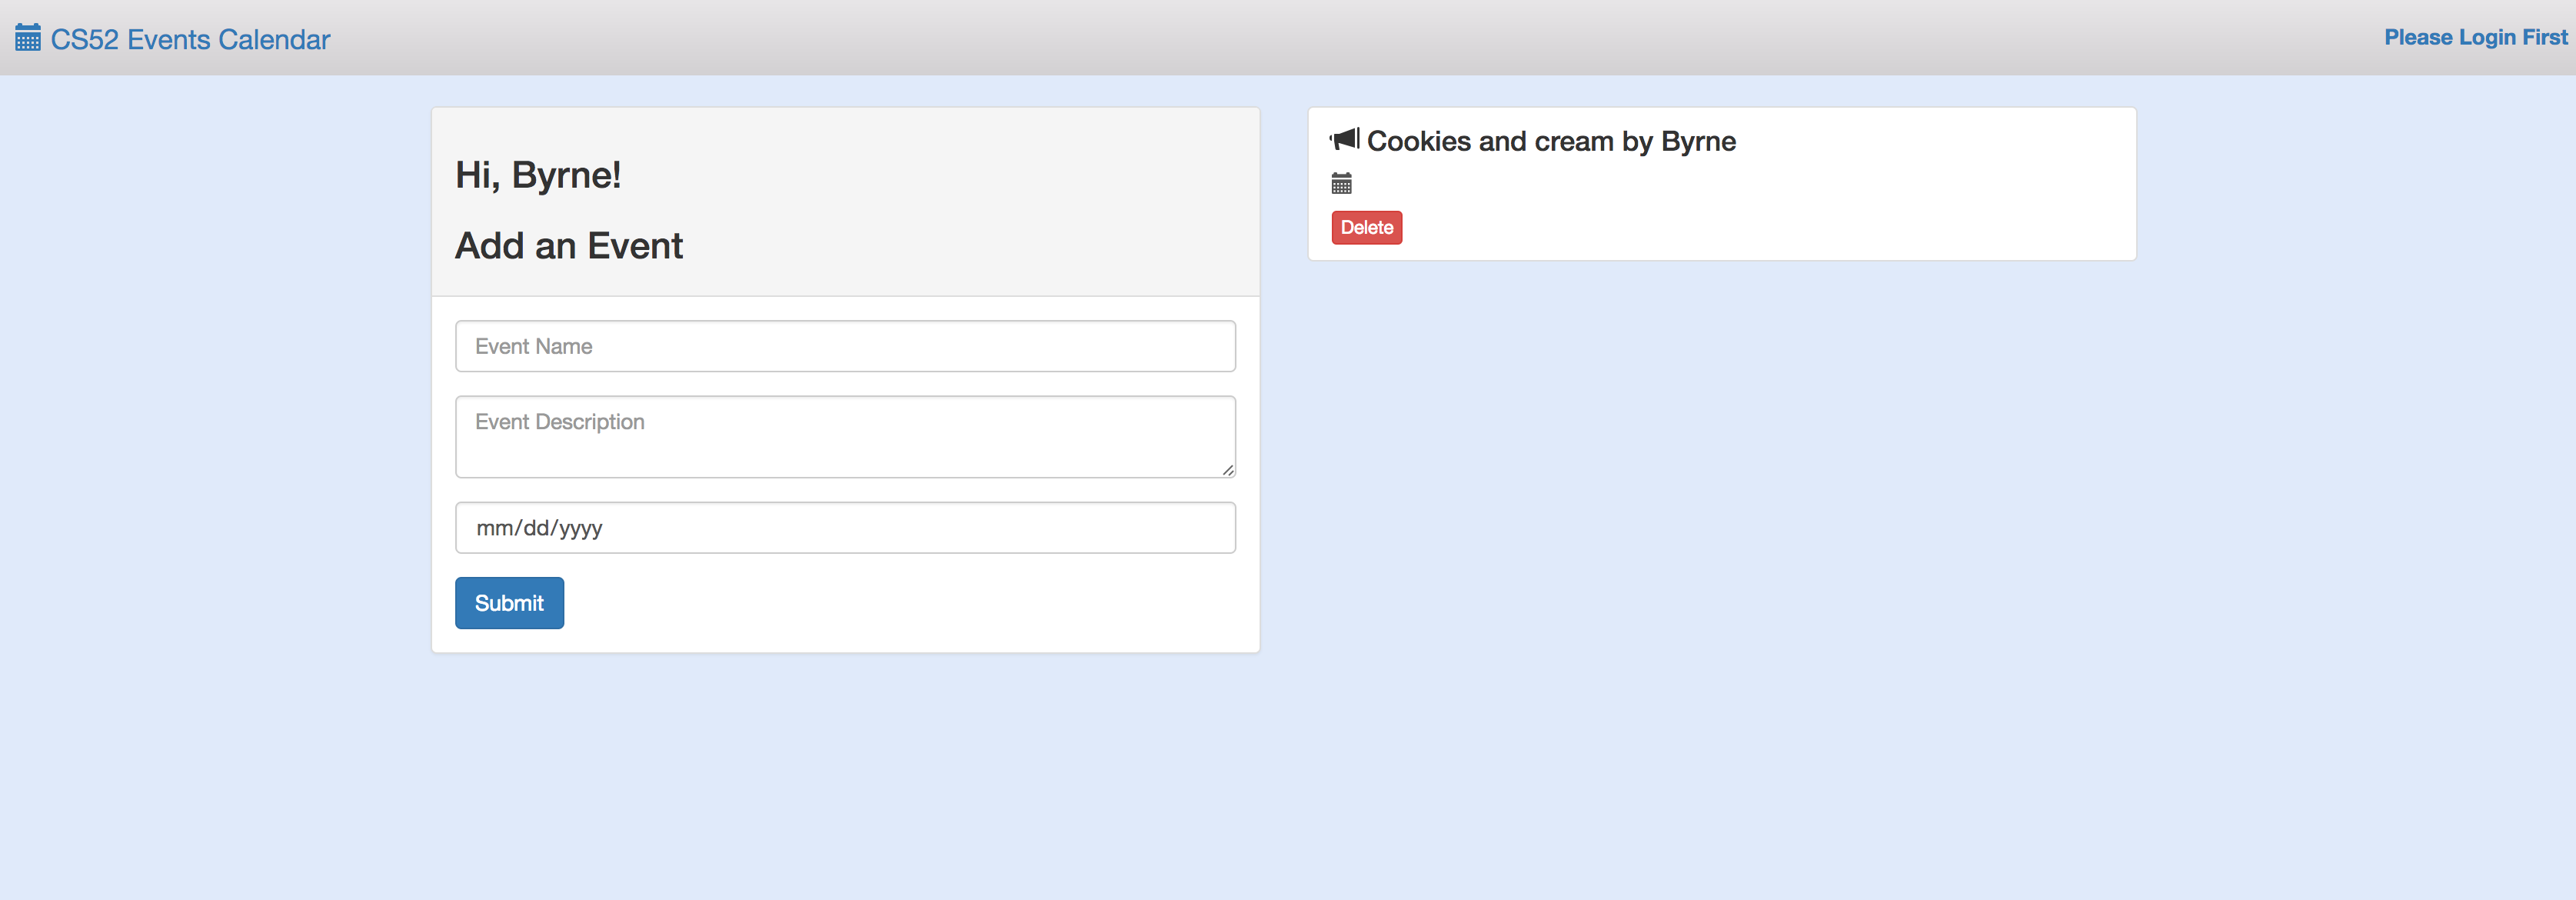 CS52 Events Calendar
Please Login First
Hi, Byrne!
Add an Event
Event Name
Event Description
mm/dd/yyyy
Submit
Cookies and cream by Byrne
Delete